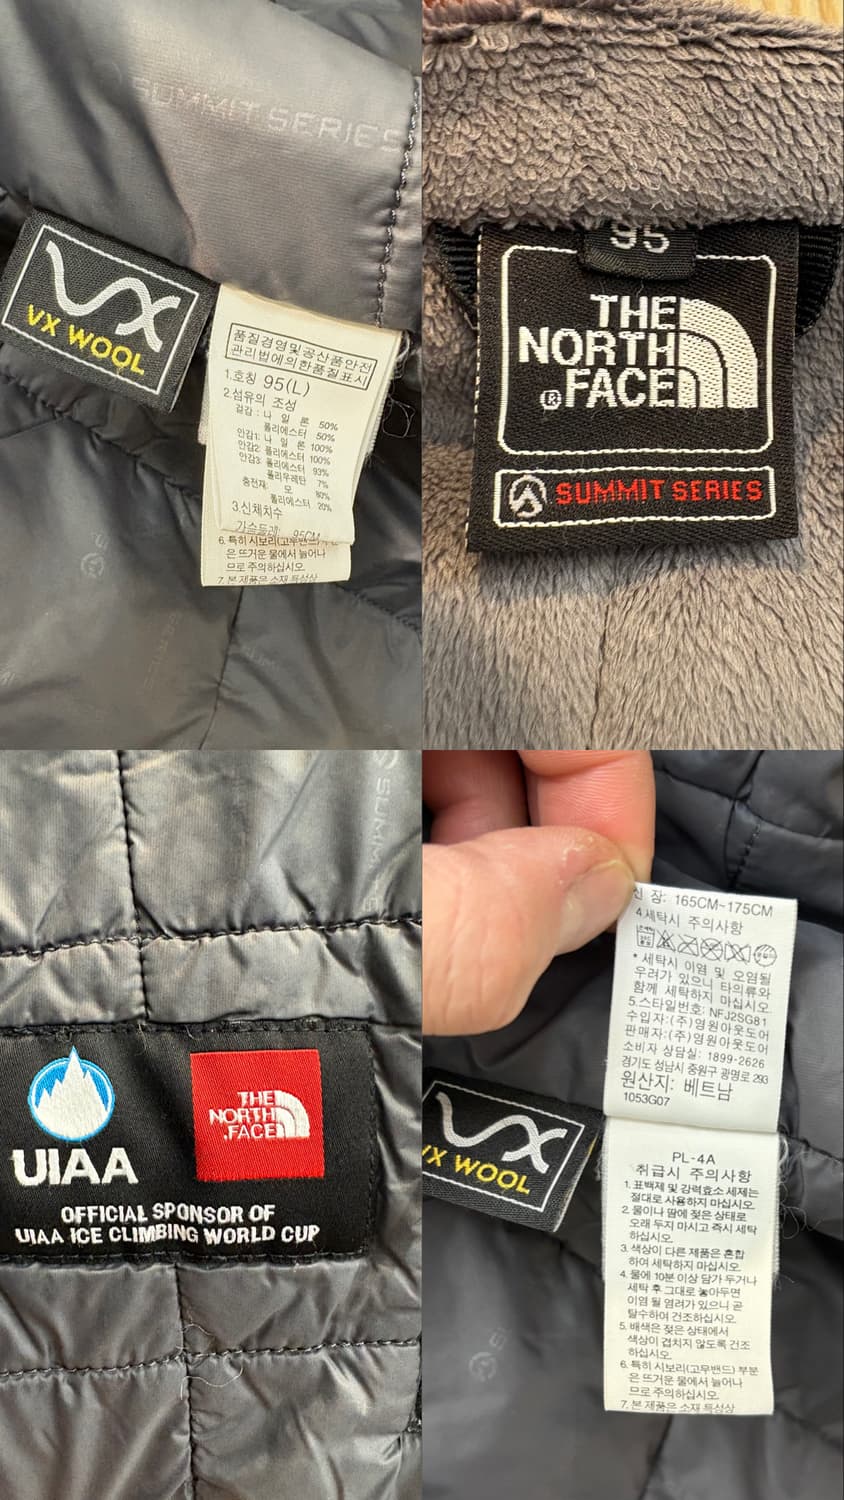 SUMMIT SERIES
VX
VX WOOL
품질경영및공산품안전
관리법에의한품질표시
1.호칭 95(L)
2.섬유의 조성
겉감 : 나 일 론 50%
폴리에스터 50%
안감1: 나 일 론 100%
안감2: 폴리에스터 100%
안감3: 폴리에스터 93%
폴리우레탄 7%
충전재: 모 80%
폴리에스터 20%
3.신체치수
가슴둘레: 95CM
6. 특히 시보리(고무밴드) 부분
은 뜨거운 물에서 늘어나
므로 주의하십시오.
7. 본 제품은 소재 특성상
95
THE
NORTH
FACE
®
SUMMIT SERIES
SUMMIT
UIAA
THE
NORTH
FACE
OFFICIAL SPONSOR OF
UIAA ICE CLIMBING WORLD CUP
신 장: 165CM~175CM
4.세탁시 주의사항
* 세탁시 이염 및 오염될
우려가 있으니 타의류와
함께 세탁하지 마십시오.
5.스타일번호: NFJ2SG81
수입자:(주)영원아웃도어
판매자:(주)영원아웃도어
소비자 상담실: 1899-2626
경기도 성남시 중원구 광명로 293
원산지: 베트남
1053G07
VX
VX WOOL
PL-4A
취급시 주의사항
1. 표백제 및 강력효소 세제는
절대로 사용하지 마십시오.
2. 물이나 땀에 젖은 상태로
오래 두지 마시고 즉시 세탁
하십시오.
3. 색상이 다른 제품은 혼합
하여 세탁하지 마십시오.
4. 물에 10분 이상 담가 두거나
세탁 후 그대로 놓아두면
이염 될 염려가 있으니 곧
탈수하여 건조하십시오.
5. 배색은 젖은 상태에서
색상이 겹치지 않도록 건조
하십시오.
6. 특히 시보리(고무밴드) 부분
은 뜨거운 물에서 늘어나
므로 주의하십시오.
7. 본 제품은 소재 특성상